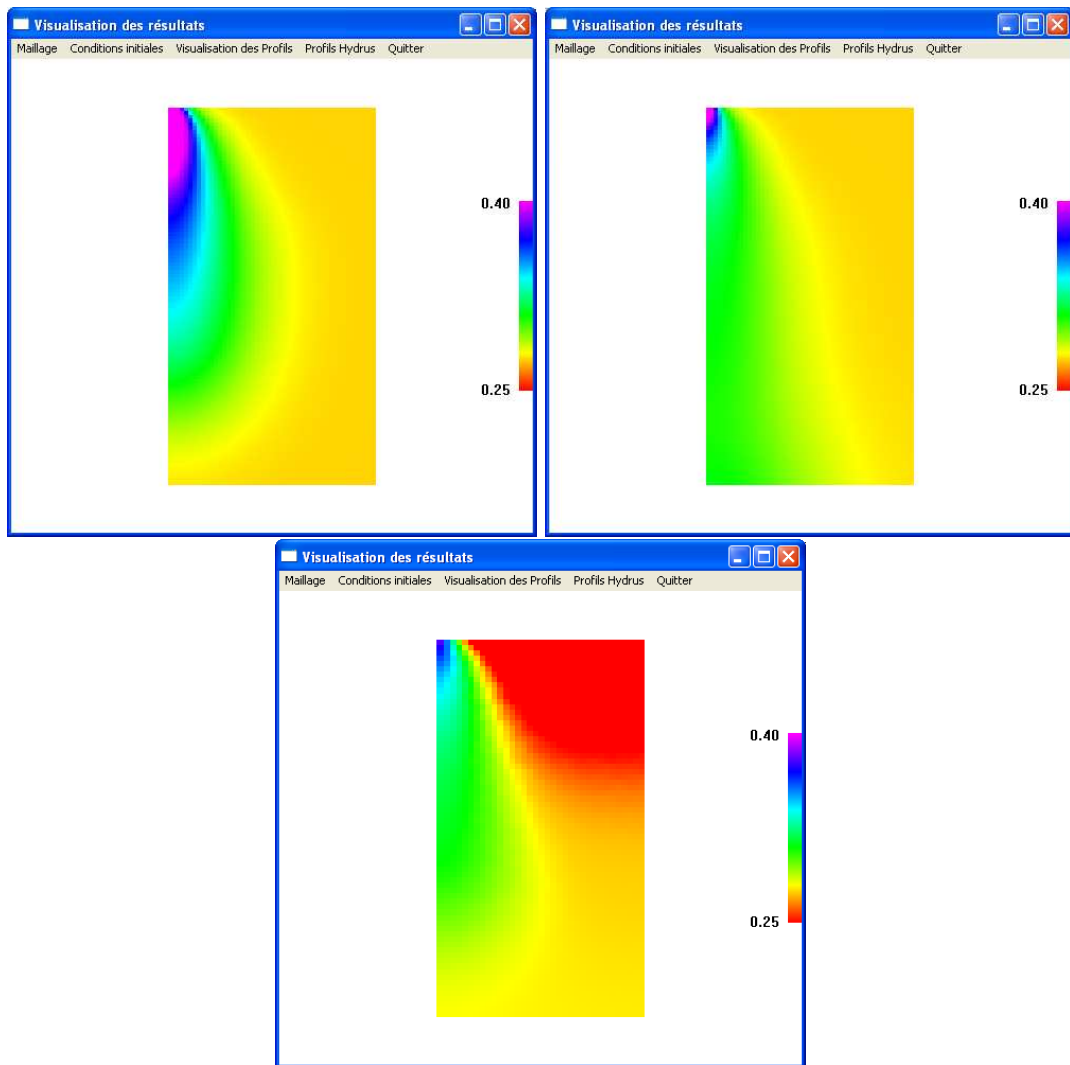 Visualisation des résultats
Maillage Conditions initiales Visualisation des Profils Profils Hydrus Quitter
0.40
0.25
Visualisation des résultats
Maillage Conditions initiales Visualisation des Profils Profils Hydrus Quitter
0.40
0.25
Visualisation des résultats
Maillage Conditions initiales Visualisation des Profils Profils Hydrus Quitter
0.40
0.25